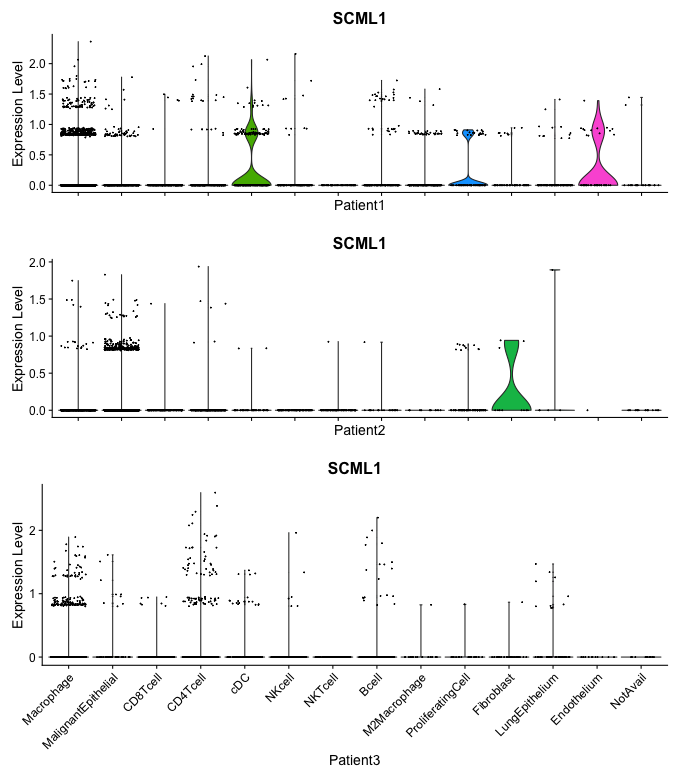 SCML1
Expression Level
2.0
1.5
1.0
0.5
0.0
Patient1
SCML1
Expression Level
2.0
1.5
1.0
0.5
0.0
Patient2
SCML1
Expression Level
2
1
0
Macrophage
MalignantEpithelial
CD8Tcell
CD4Tcell
cDC
NKcell
NKTcell
Bcell
M2Macrophage
ProliferatingCell
Fibroblast
LungEpithelium
Endothelium
NotAvail
Patient3